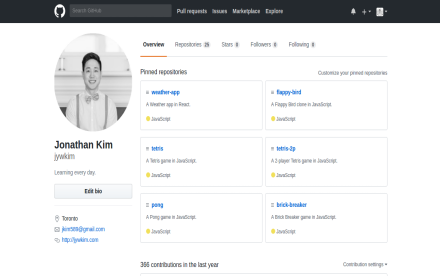 Search GitHub
Pull requests Issues Marketplace Explore
Overview Repositories 25 Stars 0 Followers 0 Following 0
Pinned repositories
Customize your pinned repositories
weather-app
A Weather app in React.
JavaScript
flappy-bird
A Flappy Bird clone in JavaScript.
JavaScript
tetris
A Tetris game in JavaScript.
JavaScript
tetris-2p
A 2-player Tetris game in JavaScript.
JavaScript
pong
A Pong game in JavaScript.
JavaScript
brick-breaker
A Brick Breaker game in JavaScript.
JavaScript
Jonathan Kim
jywkim
Learning every day.
Edit bio
Toronto
jkim589@gmail.com
http://jywkim.com
366 contributions in the last year
Contribution settings